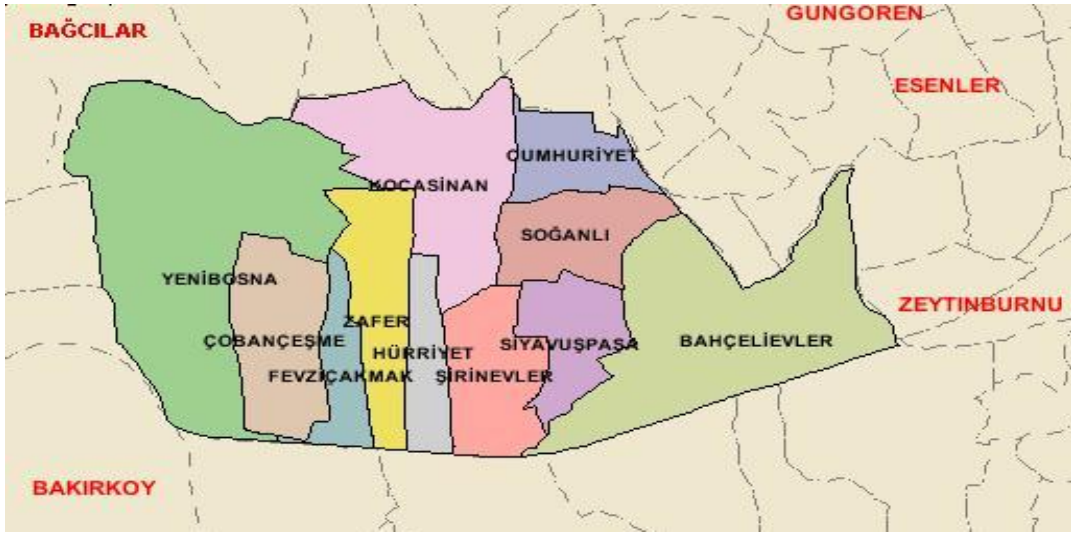 GUNGOREN
BAĞCILAR
ESENLER
CUMHURİYET
KOCASİNAN
SOĞANLI
YENİBOSNA
ZEYTINBURNU
ZAFER
ÇOBANÇEŞME
SİYAVUŞPAŞA
BAHÇELİEVLER
HÜRRİYET
FEVZİÇAKMAK
ŞİRİNEVLER
BAKIRKOY